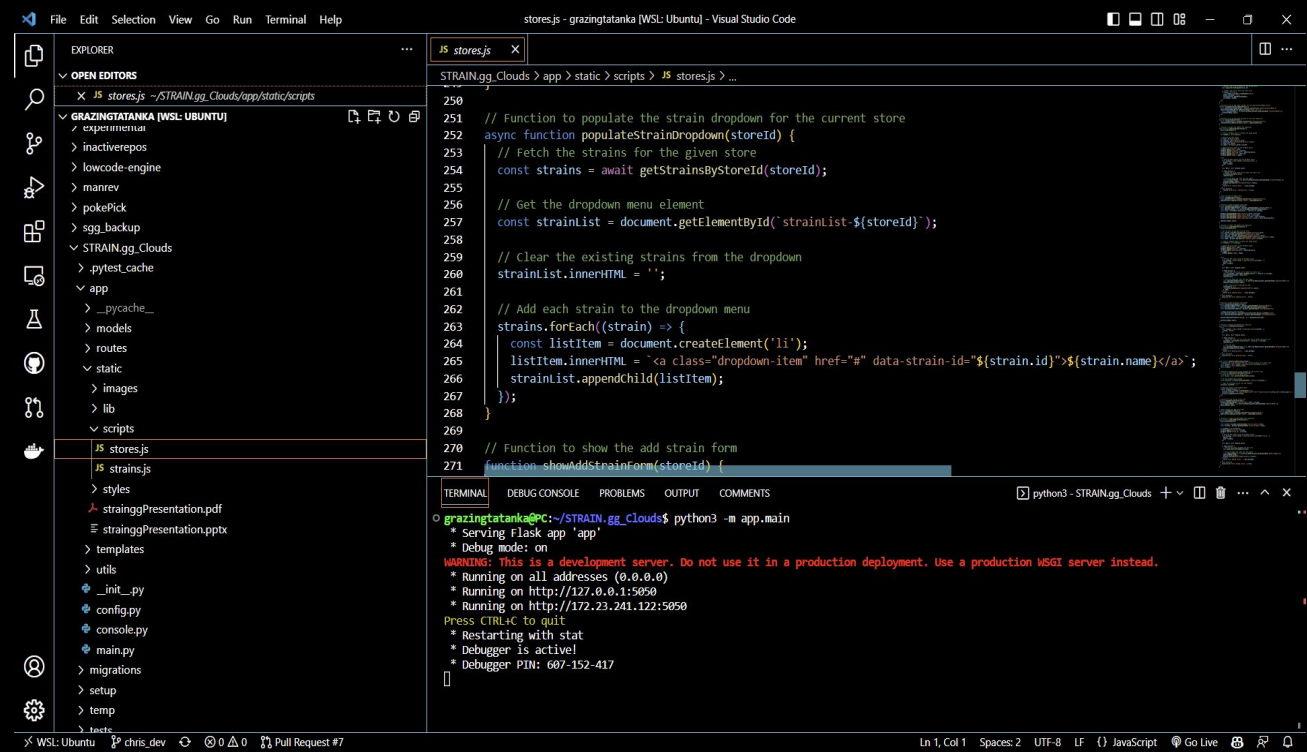 File Edit Selection View Go Run Terminal Help
stores.js - grazingtatanka [WSL: Ubuntu] - Visual Studio Code
EXPLORER
OPEN EDITORS
JS stores.js ~/STRAIN.gg_Clouds/app/static/scripts
GRAZINGTATANKA [WSL: UBUNTU]
experimental
inactiverepos
lowcode-engine
manrev
pokePick
sgg_backup
STRAIN.gg_Clouds
.pytest_cache
app
__pycache__
models
routes
static
images
lib
scripts
JS stores.js
JS strains.js
styles
strainggPresentation.pdf
strainggPresentation.pptx
templates
utils
__init__.py
config.py
console.py
main.py
migrations
setup
temp
tests
JS stores.js
STRAIN.gg_Clouds > app > static > scripts > JS stores.js > ...
249 }
250
251 // Function to populate the strain dropdown for the current store
252 async function populateStrainDropdown(storeId) {
253 // Fetch the strains for the given store
254 const strains = await getStrainsByStoreId(storeId);
255
256 // Get the dropdown menu element
257 const strainList = document.getElementById(`strainList-${storeId}`);
258
259 // Clear the existing strains from the dropdown
260 strainList.innerHTML = '';
261
262 // Add each strain to the dropdown menu
263 strains.forEach((strain) => {
264 const listItem = document.createElement('li');
265 listItem.innerHTML = `<a class="dropdown-item" href="#" data-strain-id="${strain.id}">${strain.name}</a>`;
266 strainList.appendChild(listItem);
267 });
268 }
269
270 // Function to show the add strain form
271 function showAddStrainForm(storeId) {
TERMINAL DEBUG CONSOLE PROBLEMS OUTPUT COMMENTS
python3 - STRAIN.gg_Clouds
grazingtatanka@PC:~/STRAIN.gg_Clouds$ python3 -m app.main
* Serving Flask app 'app'
* Debug mode: on
WARNING: This is a development server. Do not use it in a production deployment. Use a production WSGI server instead.
* Running on all addresses (0.0.0.0)
* Running on http://127.0.0.1:5050
* Running on http://172.23.241.122:5050
Press CTRL+C to quit
* Restarting with stat
* Debugger is active!
* Debugger PIN: 607-152-417
WSL: Ubuntu chris_dev 0 0 Pull Request #7
Ln 1, Col 1 Spaces: 2 UTF-8 LF {} JavaScript Go Live